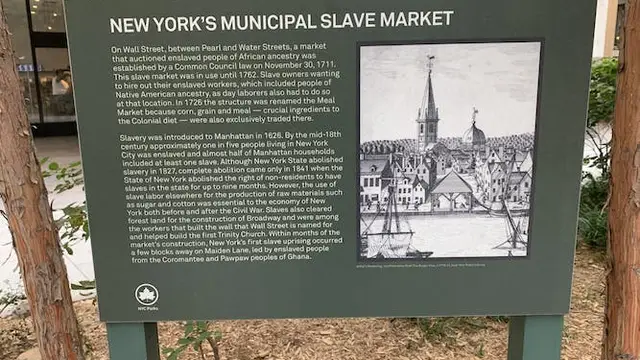 NEW YORK'S MUNICIPAL SLAVE MARKET
On Wall Street, between Pearl and Water Streets, a market
that auctioned enslaved people of African ancestry was
established by a Common Council law on November 30, 1711.
This slave market was in use until 1762. Slave owners wanting
to hire out their enslaved workers, which included people of
Native American ancestry, as day laborers also had to do so
at that location. In 1726 the structure was renamed the Meal
Market because corn, grain and meal — crucial ingredients to
the Colonial diet — were also exclusively traded there.
Slavery was introduced to Manhattan in 1626. By the mid-18th
century approximately one in five people living in New York
City was enslaved and almost half of Manhattan households
included at least one slave. Although New York State abolished
slavery in 1827, complete abolition came only in 1841 when the
State of New York abolished the right of non-residents to have
slaves in the state for up to nine months. However, the use of
slave labor elsewhere for the production of raw materials such
as sugar and cotton was essential to the economy of New
York both before and after the Civil War. Slaves also cleared
forest land for the construction of Broadway and were among
the workers that built the wall that Wall Street is named for
and helped build the first Trinity Church. Within months of the
market's construction, New York's first slave uprising occurred
a few blocks away on Maiden Lane, led by enslaved people
from the Coromantee and Pawpaw peoples of Ghana.
NYC Parks